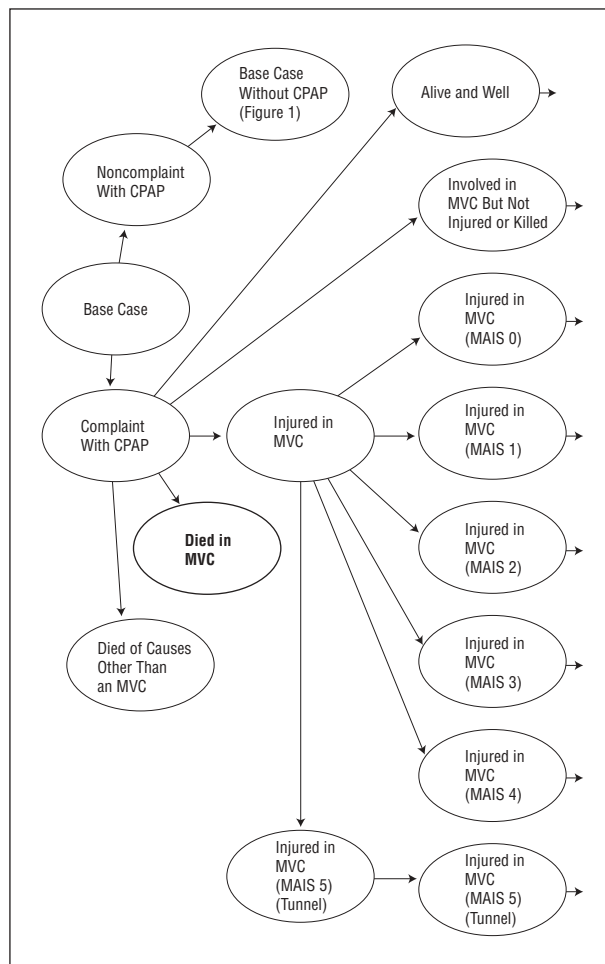 Base Case
Without CPAP
(Figure 1)
Alive and Well
Noncomplaint
With CPAP
Involved in
MVC But Not
Injured or Killed
Base Case
Injured in
MVC
(MAIS 0)
Complaint
With CPAP
Injured in
MVC
Injured in
MVC
(MAIS 1)
Died in
MVC
Injured in
MVC
(MAIS 2)
Died of Causes
Other Than
an MVC
Injured in
MVC
(MAIS 3)
Injured in
MVC
(MAIS 4)
Injured in
MVC
(MAIS 5)
(Tunnel)
Injured in
MVC
(MAIS 5)
(Tunnel)